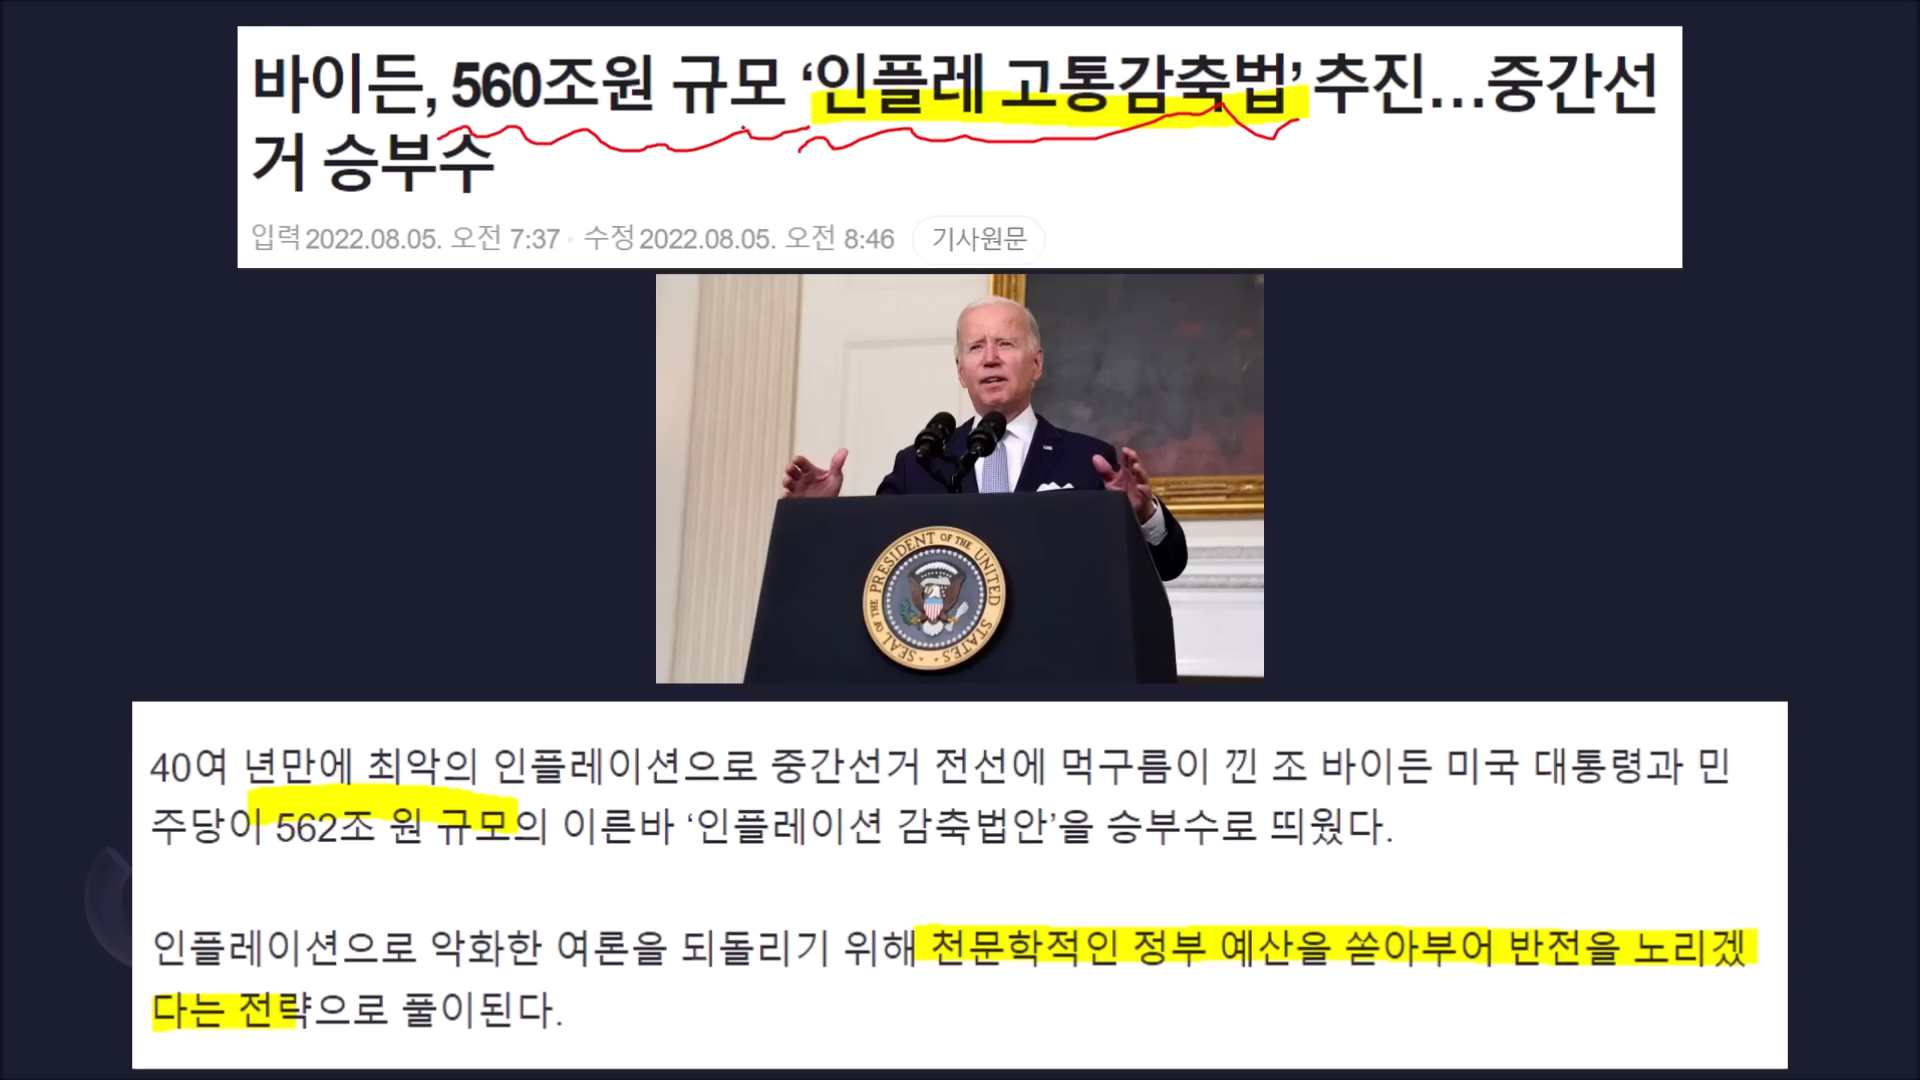 바이든, 560조원 규모 ‘인플레 고통감축법’ 추진...중간선
거 승부수
입력 2022.08.05. 오전 7:37 · 수정 2022.08.05. 오전 8:46 기사원문
SEAL OF THE PRESIDENT OF THE UNITED STATES
40여 년만에 최악의 인플레이션으로 중간선거 전선에 먹구름이 낀 조 바이든 미국 대통령과 민
주당이 562조 원 규모의 이른바 ‘인플레이션 감축법안’을 승부수로 띄웠다.
인플레이션으로 악화한 여론을 되돌리기 위해 천문학적인 정부 예산을 쏟아부어 반전을 노리겠
다는 전략으로 풀이된다.